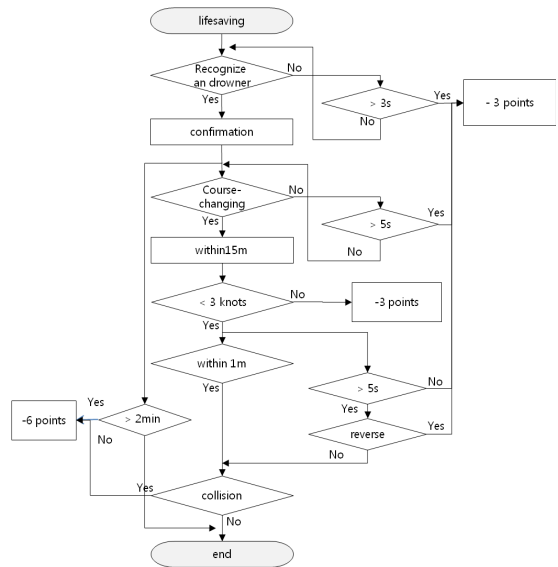 lifesaving
Recognize
an drowner
No
Yes
> 3s
Yes
No
- 3 points
confirmation
Course-
changing
No
Yes
> 5s
Yes
No
within15m
< 3 knots
No
-3 points
Yes
within 1m
Yes
> 5s
No
Yes
reverse
Yes
No
-6 points
Yes
> 2min
No
collision
Yes
No
end